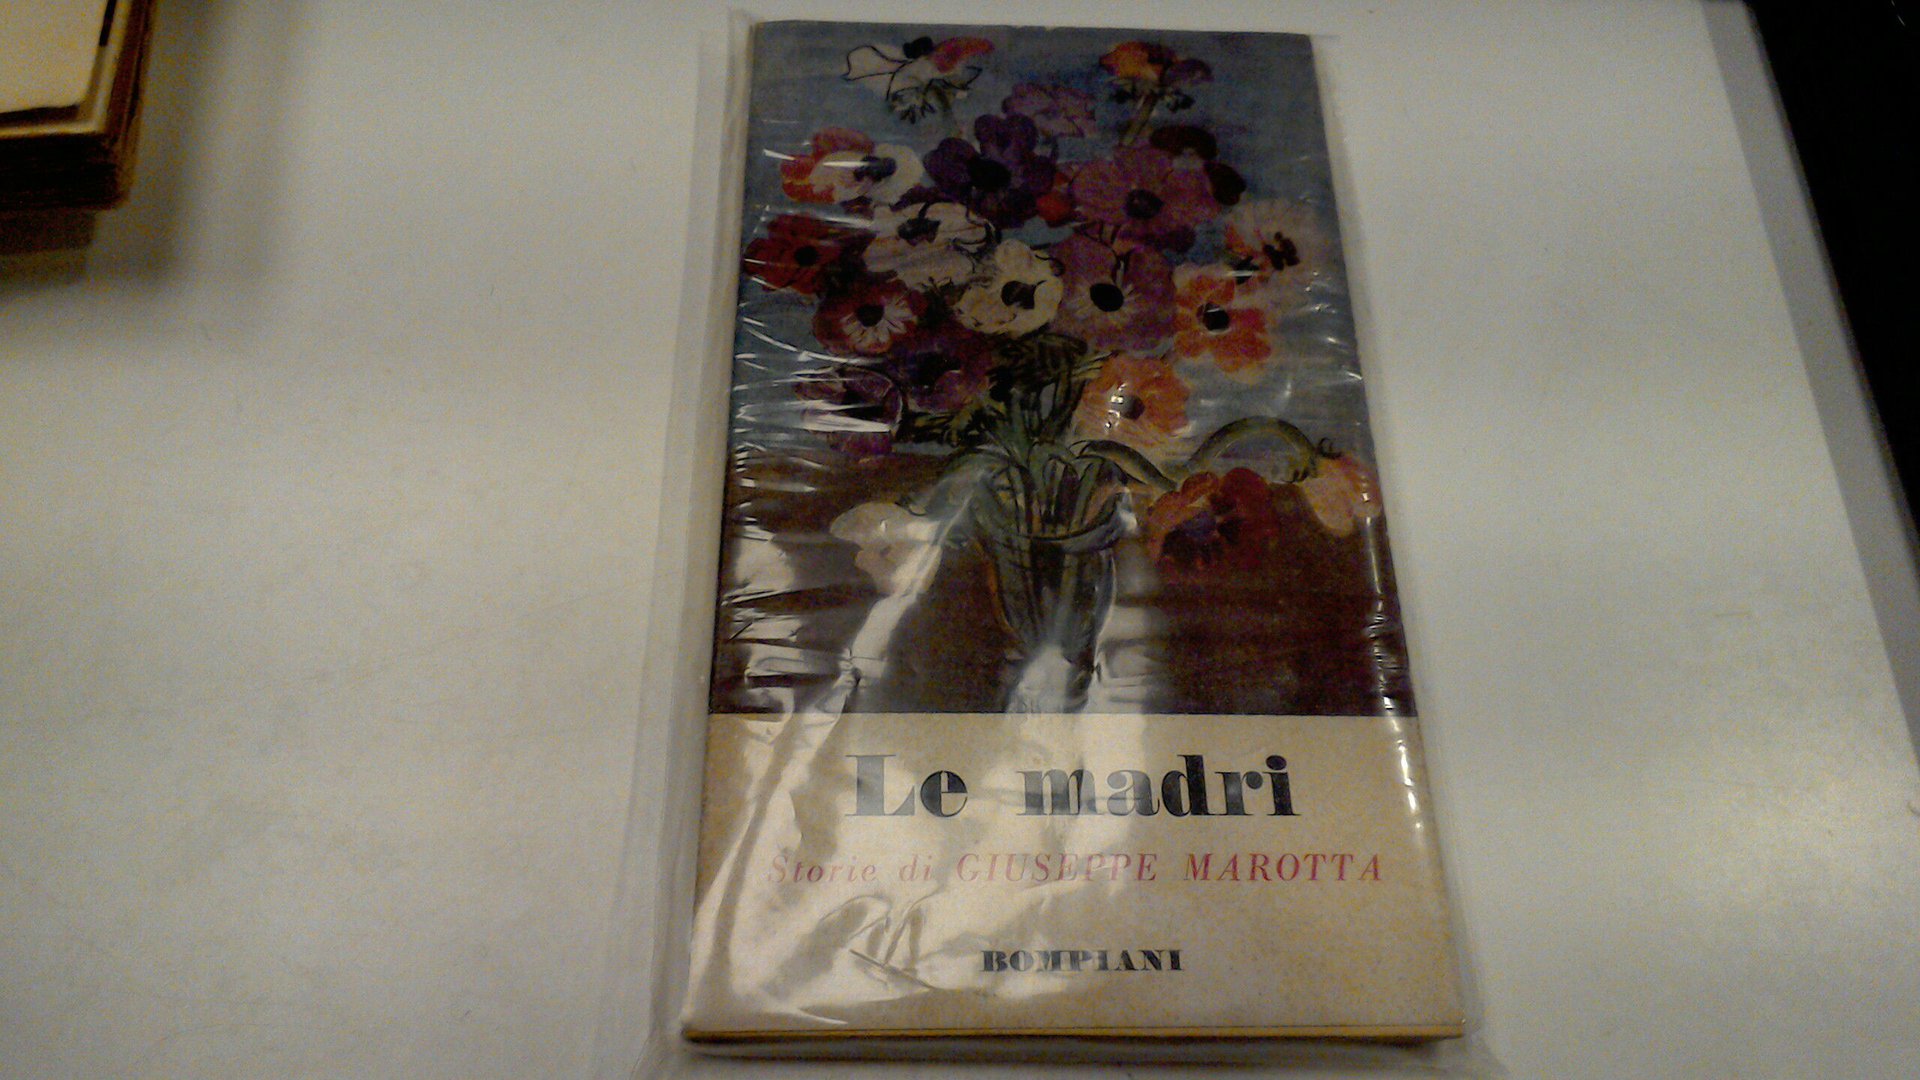 Le madri
Storie di GIUSEPPE MAROTTA
BOMPIANI